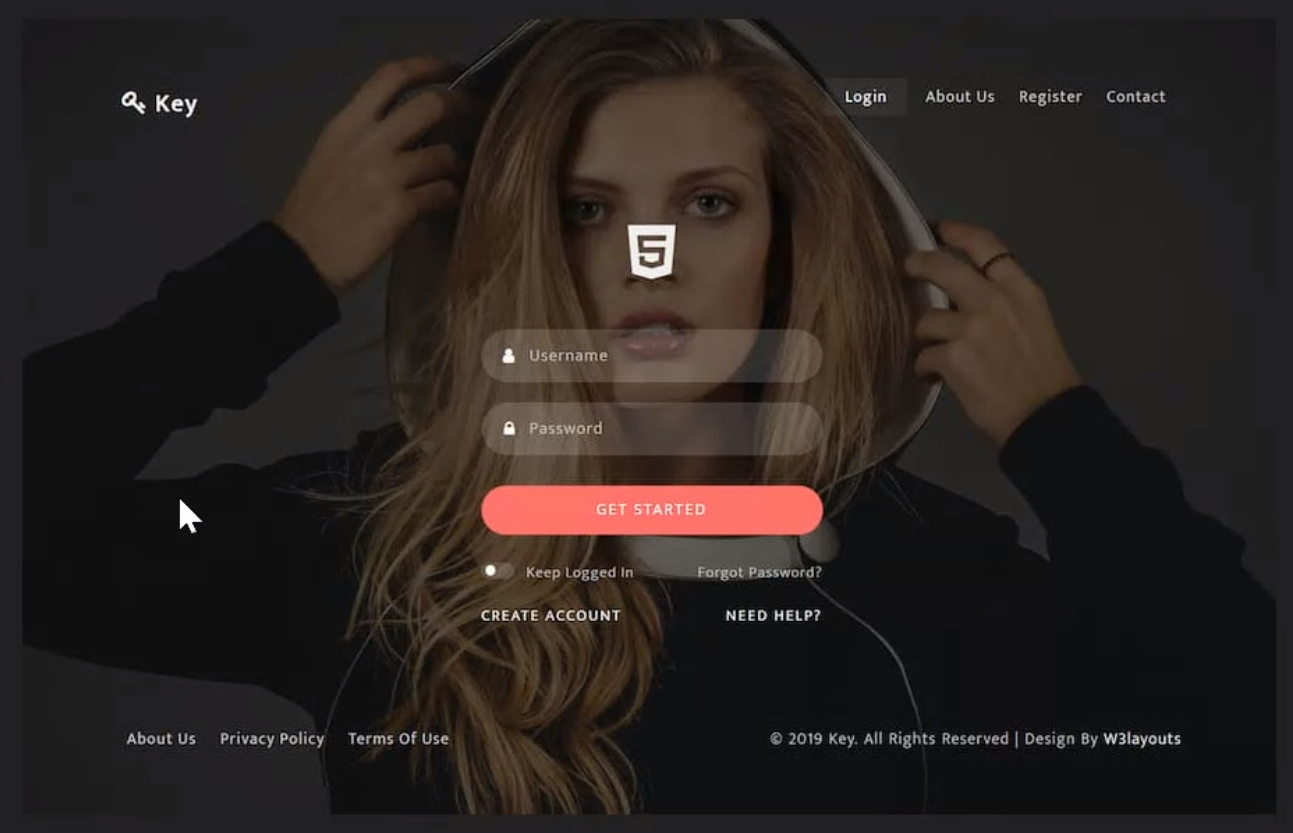 Key
Login About Us Register Contact
5
Username
Password
GET STARTED
Keep Logged In Forgot Password?
CREATE ACCOUNT NEED HELP?
About Us Privacy Policy Terms Of Use © 2019 Key. All Rights Reserved | Design By W3layouts